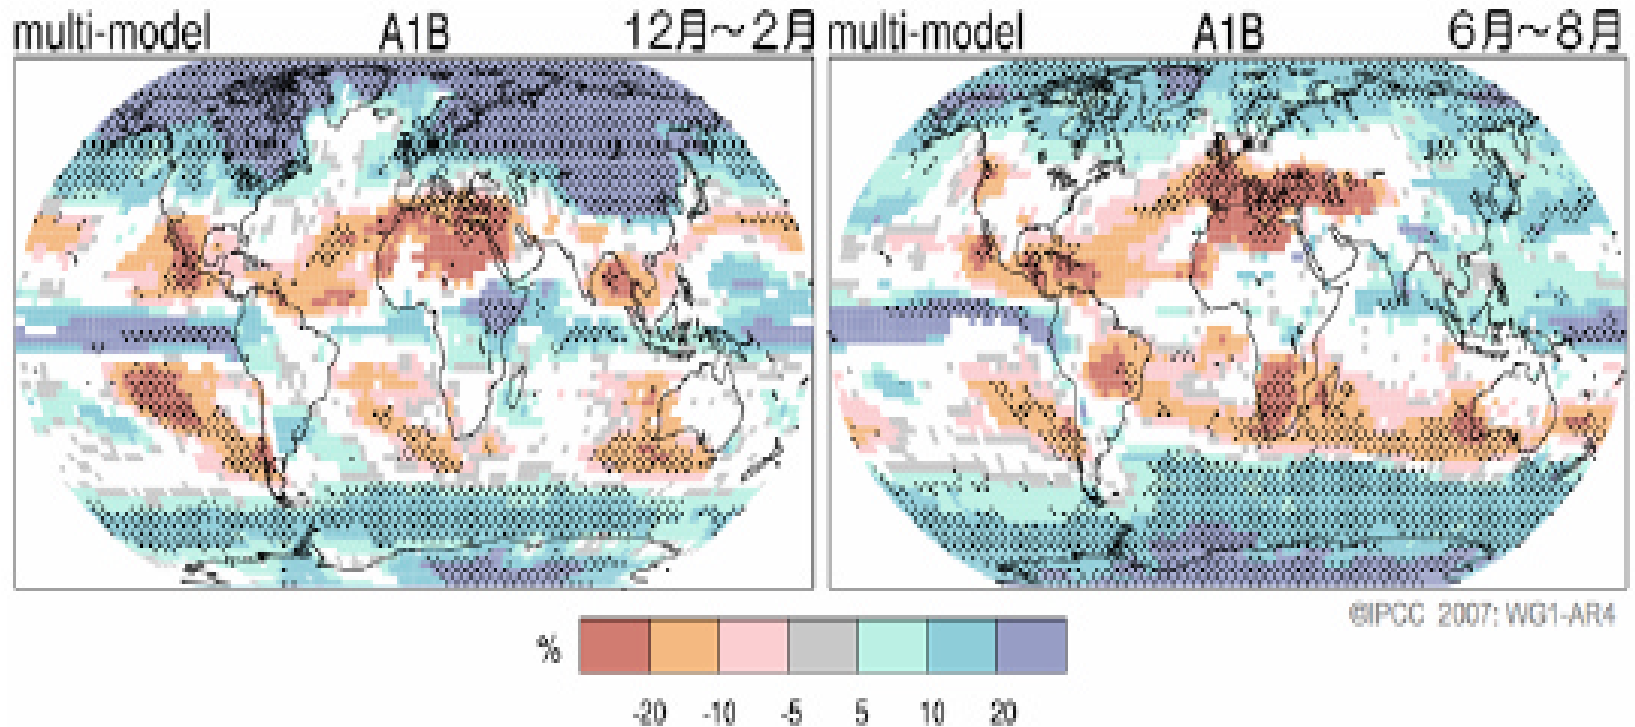 multi-model A1B 12月～2月
multi-model A1B 6月～8月
©IPCC 2007: WG1-AR4
%
-20 -10 -5 5 10 20